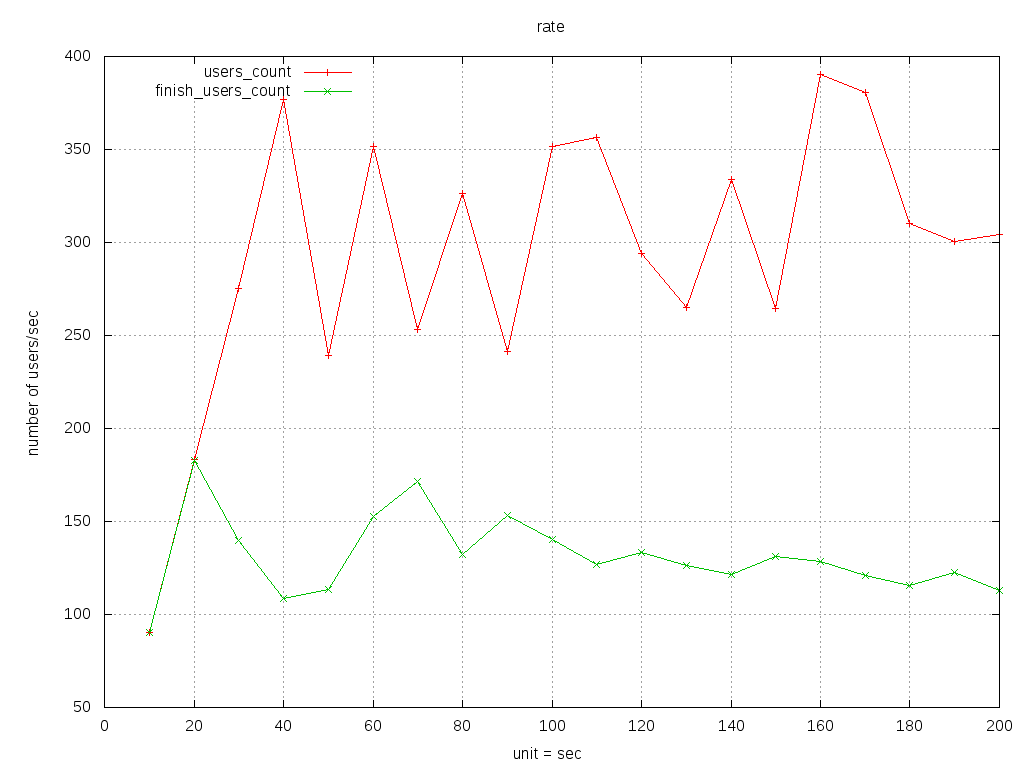 rate
400
users_count
finish_users_count
350
300
250
200
150
100
50
number of users/sec
0 20 40 60 80 100 120 140 160 180 200
unit = sec